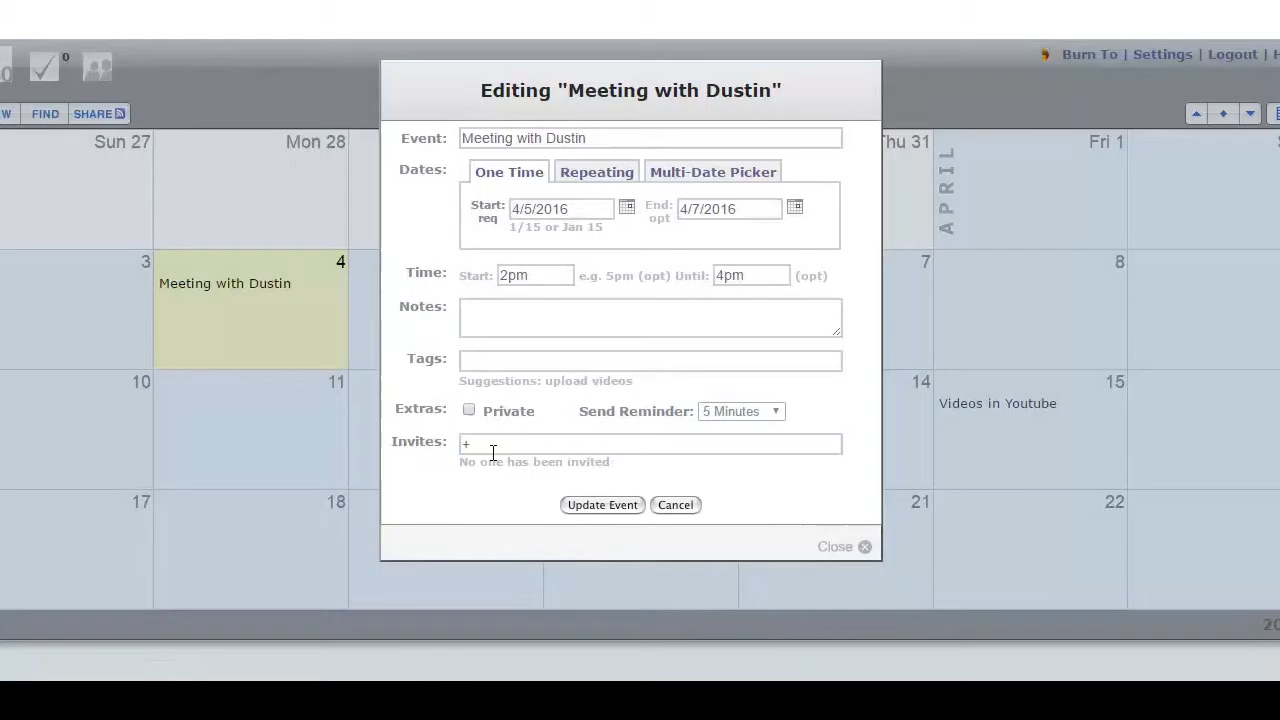 0
Burn To | Settings | Logout | H
FIND
SHARE
Editing "Meeting with Dustin"
Sun 27
Mon 28
Thu 31
APRIL
Fri 1
Event: Meeting with Dustin
Dates: One Time Repeating Multi-Date Picker
Start: req 4/5/2016 End: opt 4/7/2016
1/15 or Jan 15
3
4
7
8
Meeting with Dustin
Time: Start: 2pm e.g. 5pm (opt) Until: 4pm (opt)
Notes:
Tags:
Suggestions: upload videos
10
11
14
15
Videos in Youtube
Extras: Private Send Reminder: 5 Minutes
Invites: +
No one has been invited
17
18
21
22
Update Event Cancel
Close